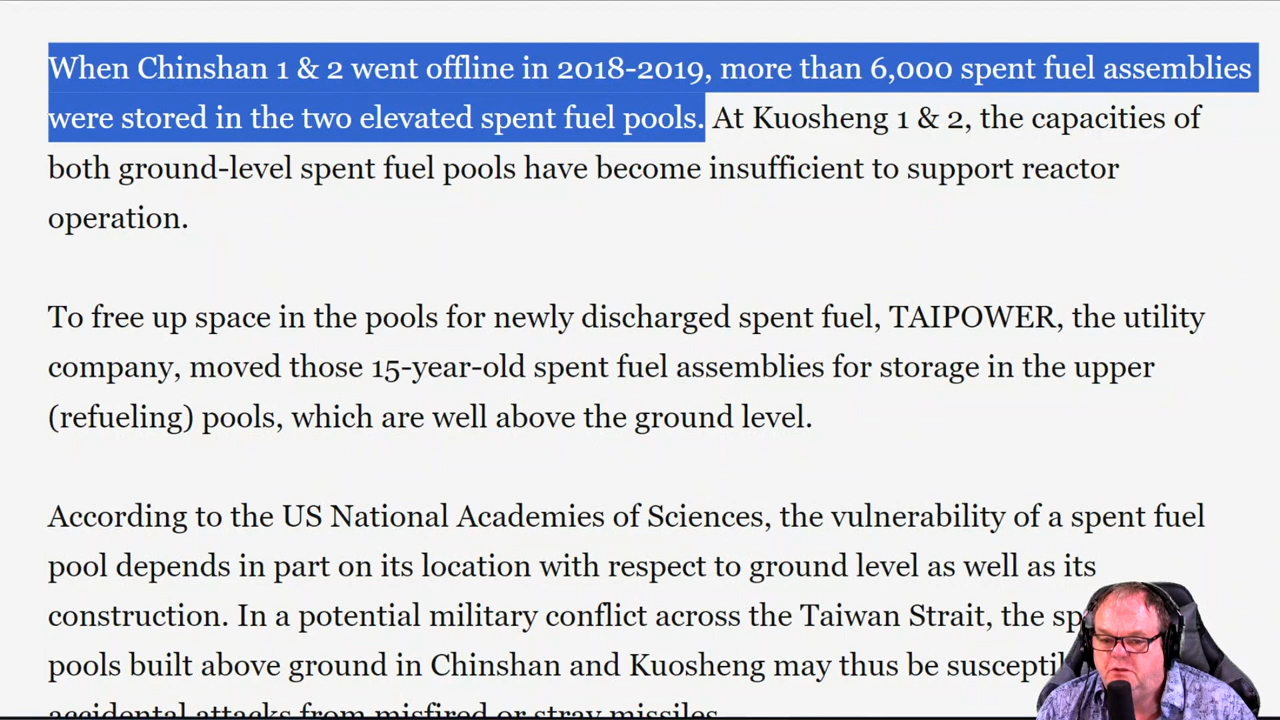 When Chinshan 1 & 2 went offline in 2018-2019, more than 6,000 spent fuel assemblies
were stored in the two elevated spent fuel pools. At Kuosheng 1 & 2, the capacities of
both ground-level spent fuel pools have become insufficient to support reactor
operation.
To free up space in the pools for newly discharged spent fuel, TAIPOWER, the utility
company, moved those 15-year-old spent fuel assemblies for storage in the upper
(refueling) pools, which are well above the ground level.
According to the US National Academies of Sciences, the vulnerability of a spent fuel
pool depends in part on its location with respect to ground level as well as its
construction. In a potential military conflict across the Taiwan Strait, the
pools built above ground in Chinshan and Kuosheng may thus be
accidental attacks from misfired or stray missiles.